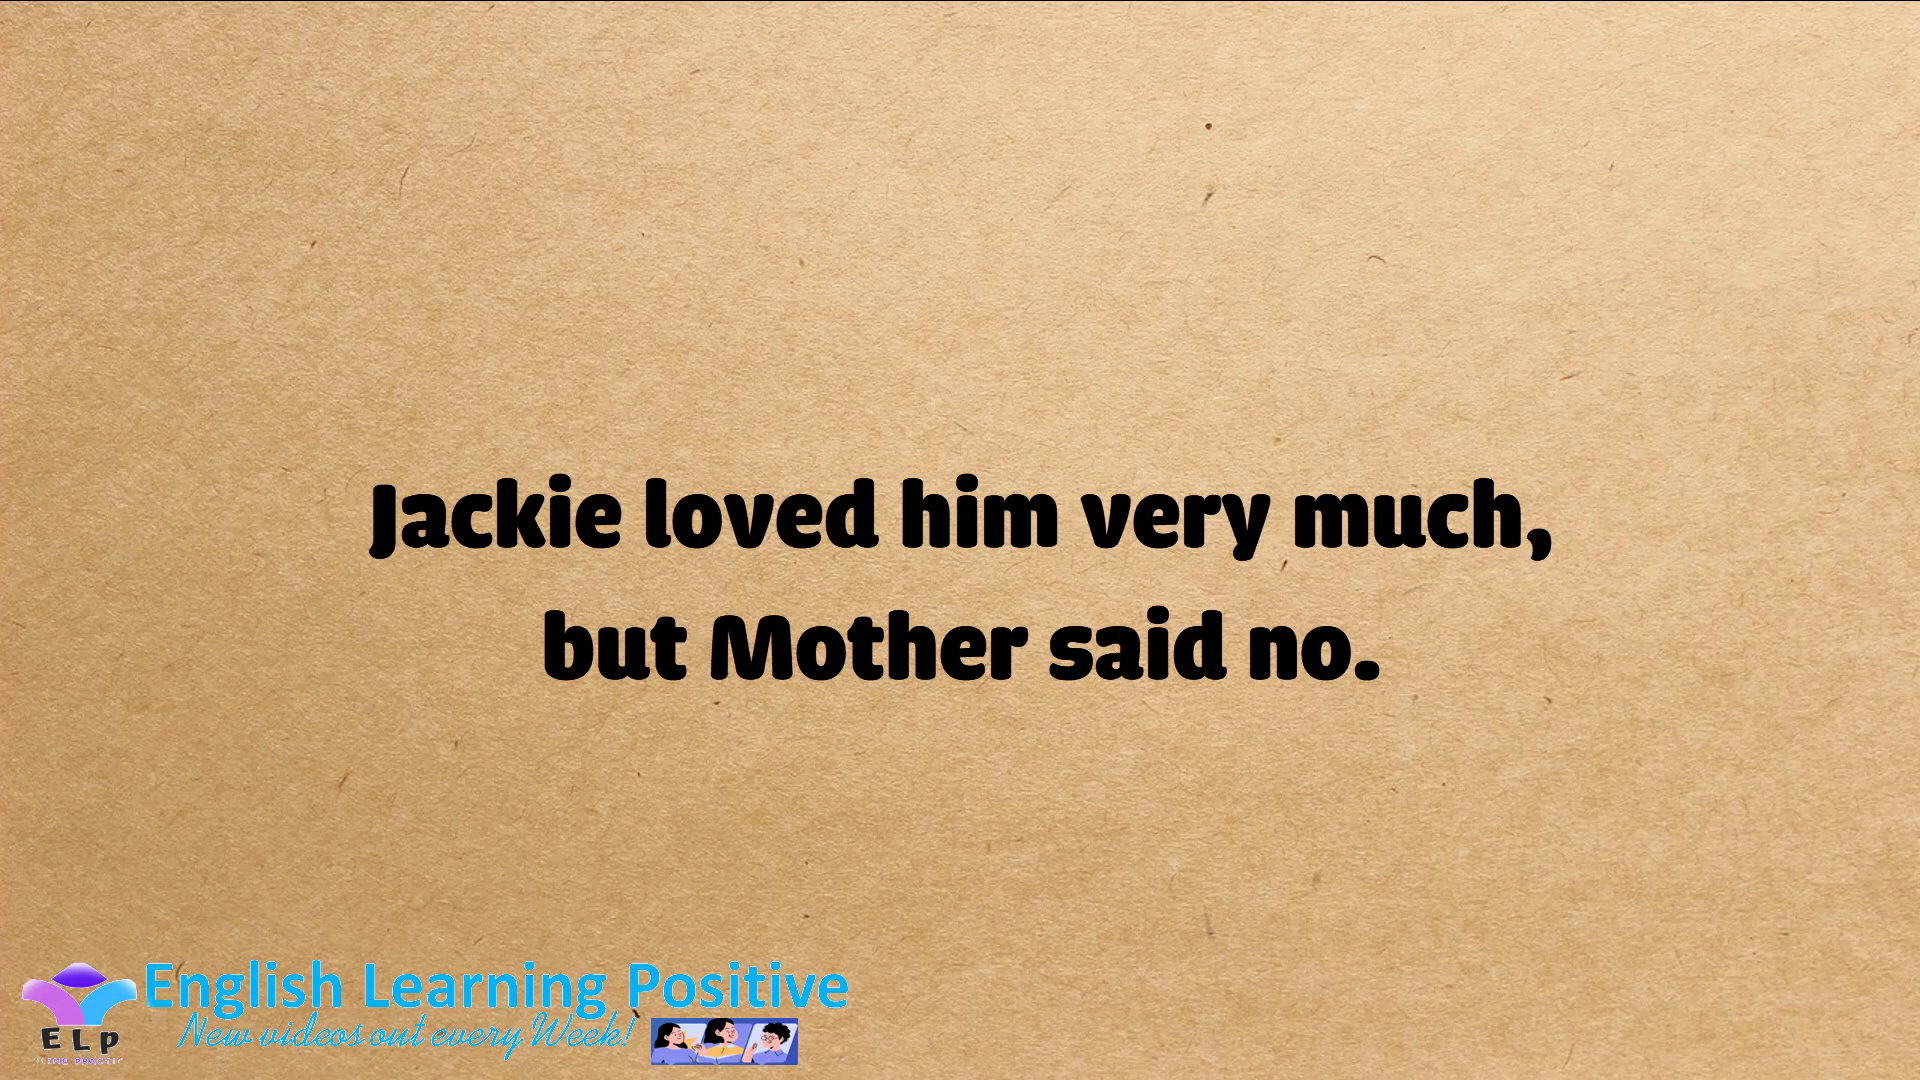 Jackie loved him very much,
but Mother said no.
English Learning Positive
New videos out every Week!
ELP